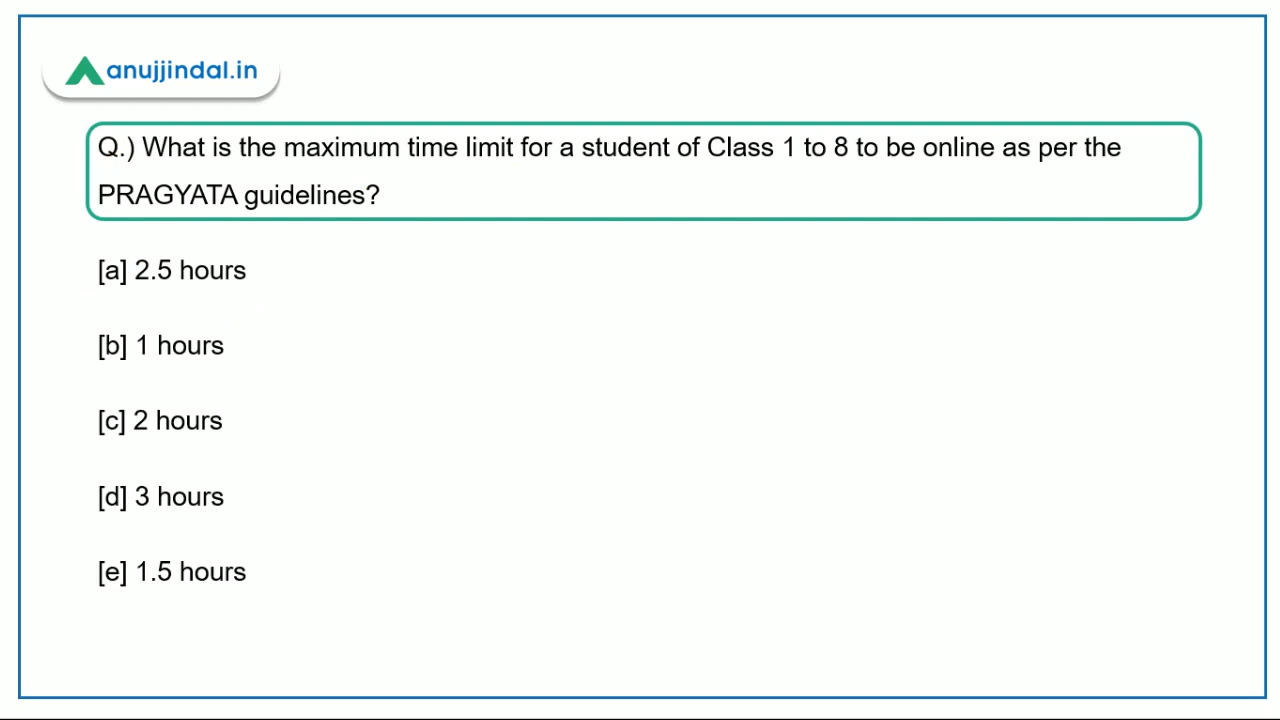 anujjindal.in
Q.) What is the maximum time limit for a student of Class 1 to 8 to be online as per the
PRAGYATA guidelines?
[a] 2.5 hours
[b] 1 hours
[c] 2 hours
[d] 3 hours
[e] 1.5 hours